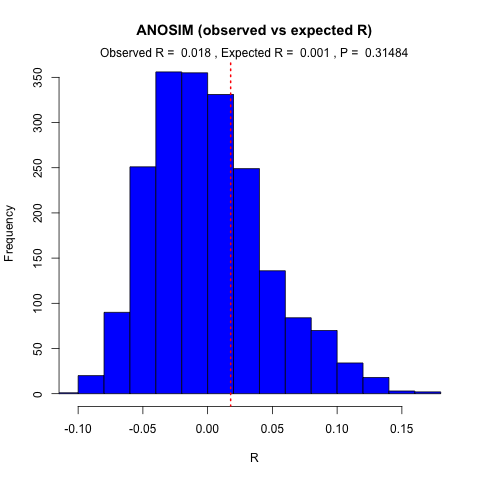 ANOSIM (observed vs expected R)
Observed R = 0.018 , Expected R = 0.001 , P = 0.31484
350
300
250
200
150
100
50
0
Frequency
-0.10 -0.05 0.00 0.05 0.10 0.15
R